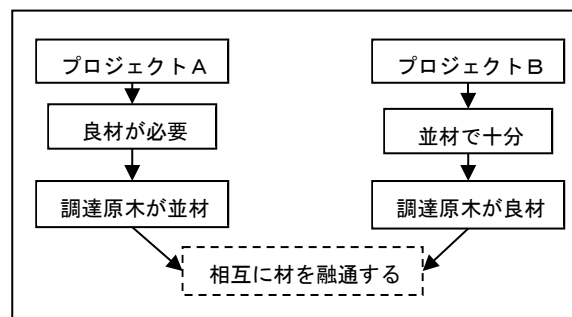 プロジェクトA
プロジェクトB
良材が必要
並材で十分
調達原木が並材
調達原木が良材
相互に材を融通する